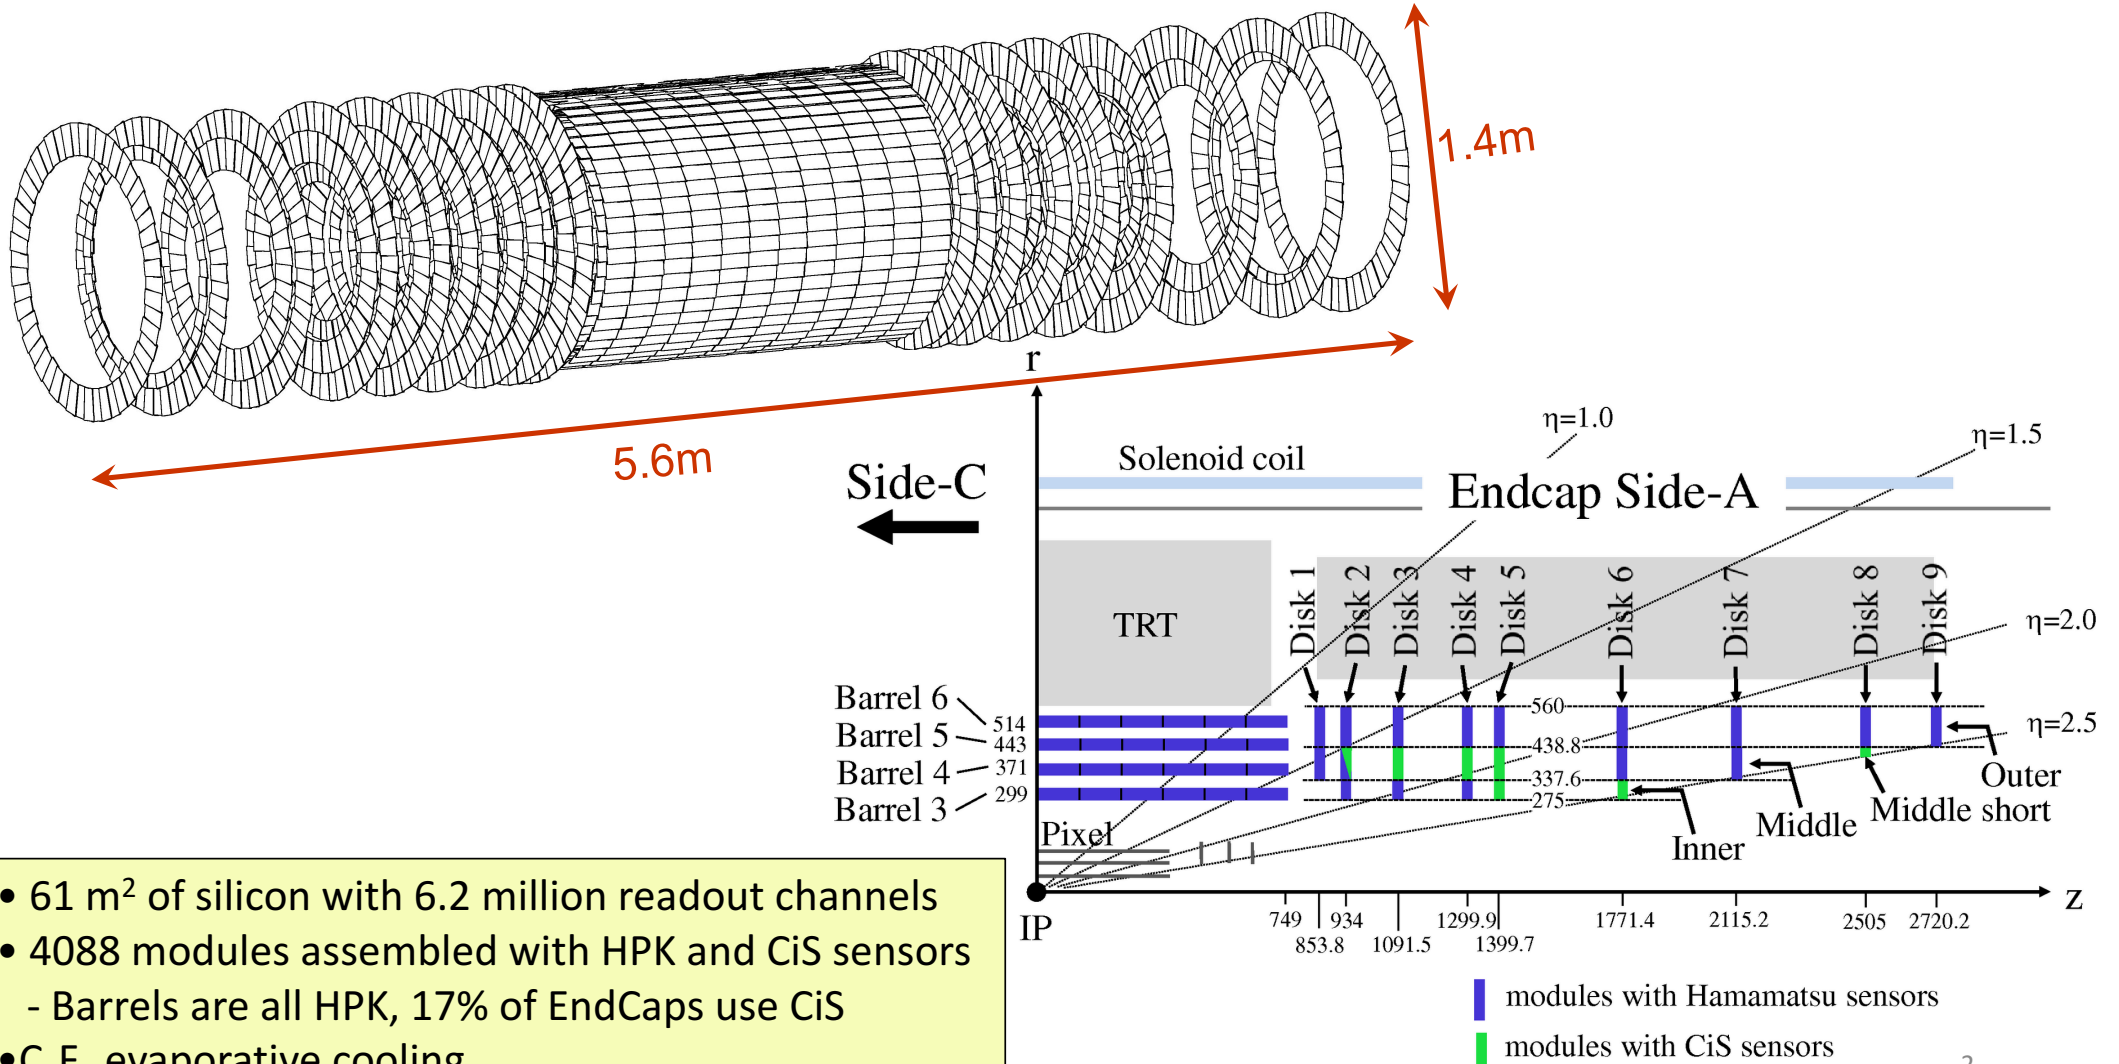 1.4m
5.6m
r
η=1.0
η=1.5
Solenoid coil
Side-C
Endcap Side-A
TRT
Disk 1
Disk 2
Disk 3
Disk 4
Disk 5
Disk 6
Disk 7
Disk 8
Disk 9
η=2.0
η=2.5
Barrel 6
514
Barrel 5
443
Barrel 4
371
Barrel 3
299
560
438.8
337.6
275
Outer
Middle short
Middle
Inner
Pixel
IP
z
749
853.8
934
1091.5
1299.9
1399.7
1771.4
2115.2
2505
2720.2
modules with Hamamatsu sensors
modules with CiS sensors
• 61 m² of silicon with 6.2 million readout channels
• 4088 modules assembled with HPK and CiS sensors
- Barrels are all HPK, 17% of EndCaps use CiS
•C F evaporative cooling